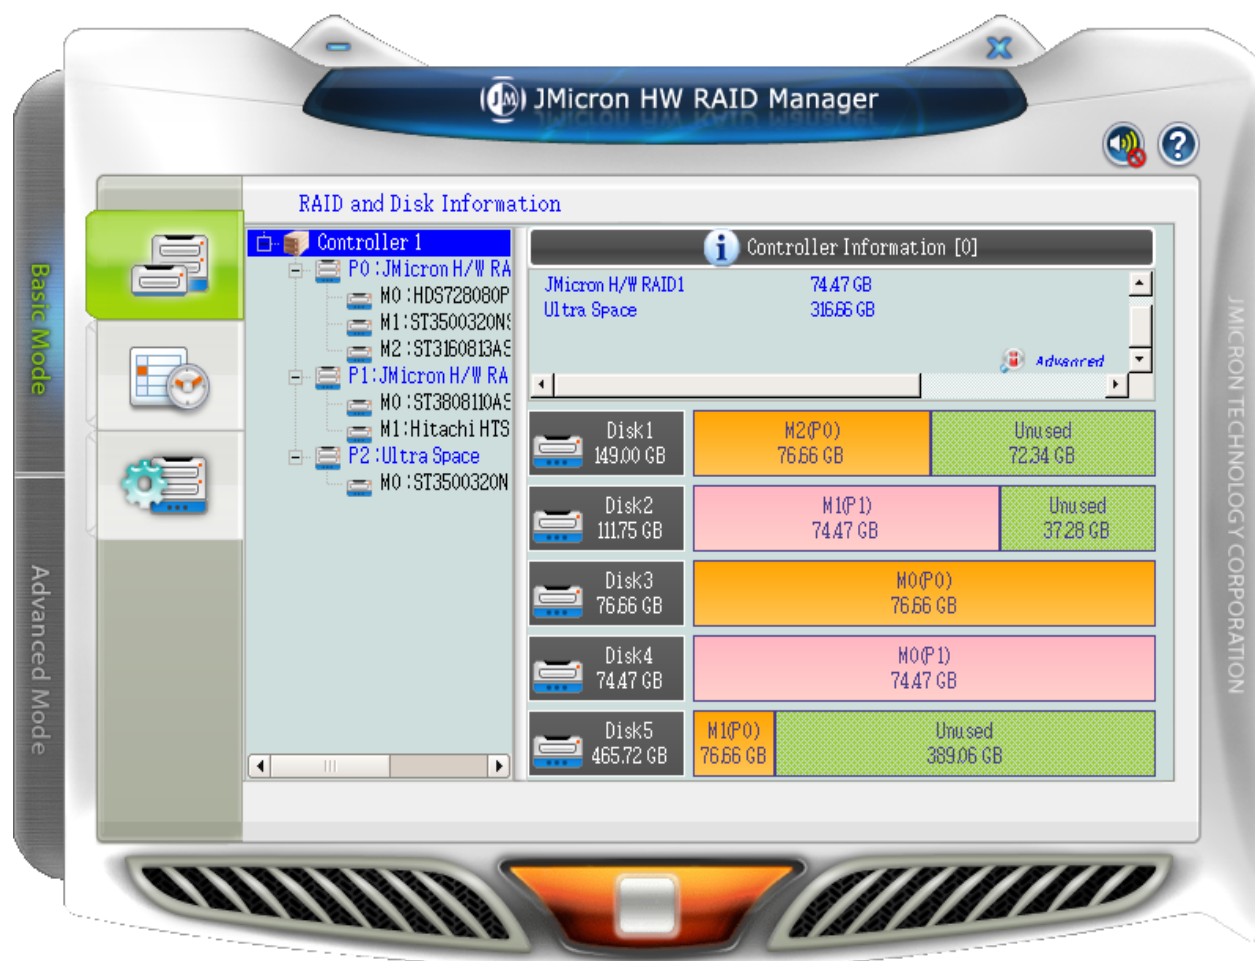 JM JMicron HW RAID Manager
RAID and Disk Information
Basic Mode
Advanced Mode
Controller 1
P0:JMicron H/W RA
M0:HDS728080P
M1:ST3500320NS
M2:ST3160813AS
P1:JMicron H/W RA
M0:ST3808110AS
M1:Hitachi HTS
P2:Ultra Space
M0:ST3500320N
Controller Information [0]
JMicron H/W RAID1 74.47 GB
Ultra Space 316.66 GB
Advanced
Disk1
149.00 GB
M2(P0)
76.66 GB
Unused
72.34 GB
Disk2
111.75 GB
M1(P1)
74.47 GB
Unused
37.28 GB
Disk3
76.66 GB
M0(P0)
76.66 GB
Disk4
74.47 GB
M0(P1)
74.47 GB
Disk5
465.72 GB
M1(P0)
76.66 GB
Unused
389.06 GB
JMICRON TECHNOLOGY CORPORATION